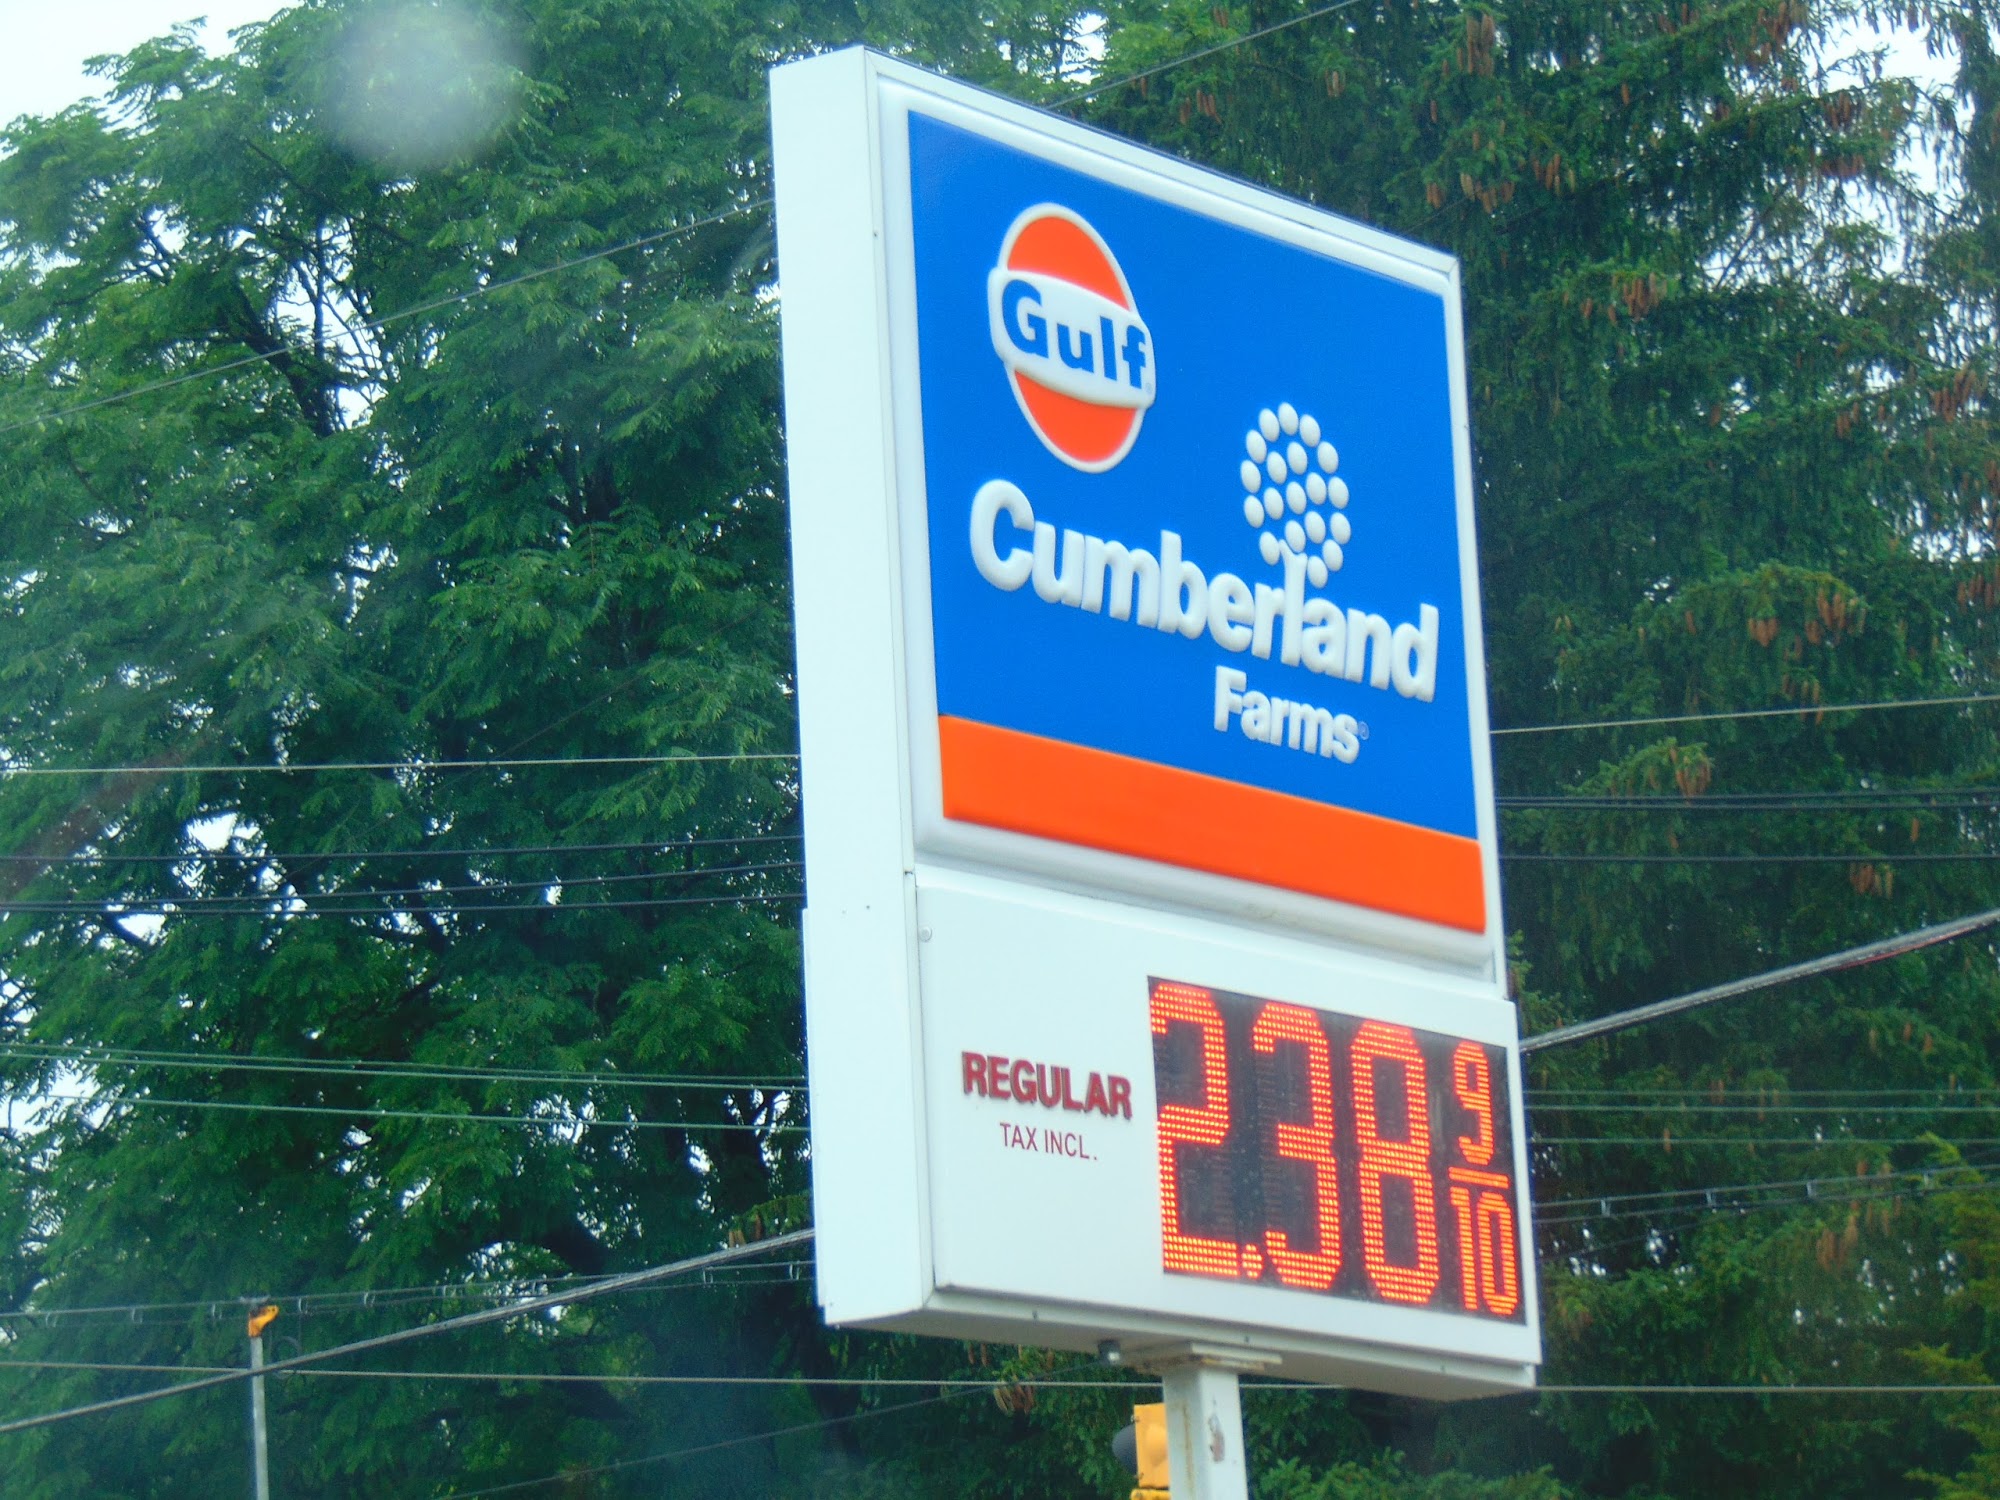 Gulf
Cumberland
Farms®
REGULAR
TAX INCL.
2.38 9/10